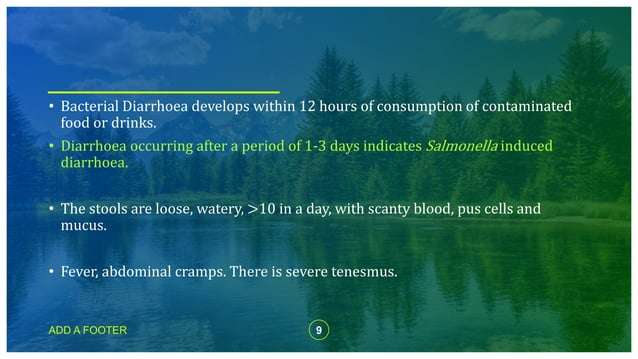 • Bacterial Diarrhoea develops within 12 hours of consumption of contaminated
food or drinks.
• Diarrhoea occurring after a period of 1-3 days indicates Salmonella induced
diarrhoea.
• The stools are loose, watery, >10 in a day, with scanty blood, pus cells and
mucus.
• Fever, abdominal cramps. There is severe tenesmus.
ADD A FOOTER
9